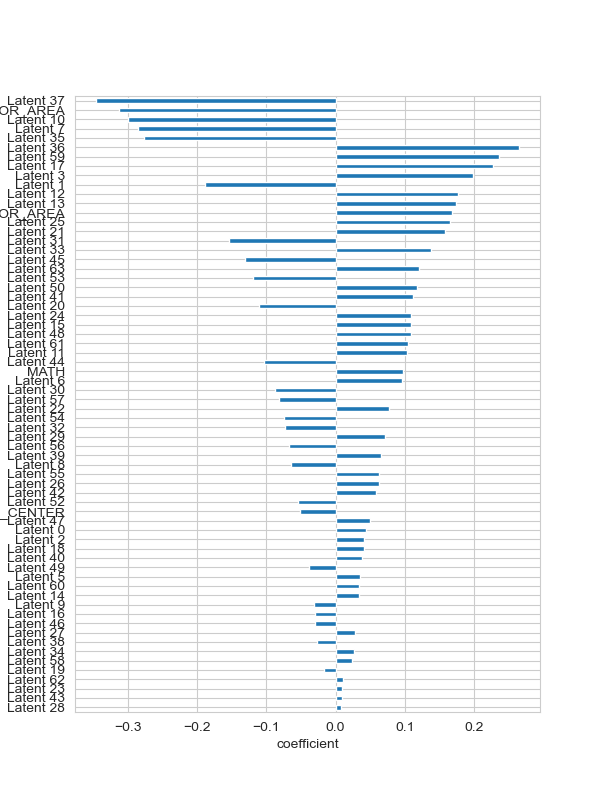 Latent 37
OR_AREA
Latent 10
Latent 7
Latent 35
Latent 36
Latent 59
Latent 17
Latent 3
Latent 1
Latent 12
Latent 13
OR_AREA
Latent 25
Latent 21
Latent 31
Latent 33
Latent 45
Latent 63
Latent 53
Latent 50
Latent 41
Latent 20
Latent 24
Latent 15
Latent 48
Latent 61
Latent 11
Latent 44
MATH
Latent 6
Latent 30
Latent 57
Latent 22
Latent 54
Latent 32
Latent 29
Latent 56
Latent 39
Latent 8
Latent 55
Latent 26
Latent 42
Latent 52
_CENTER
Latent 47
Latent 0
Latent 2
Latent 18
Latent 40
Latent 49
Latent 5
Latent 60
Latent 14
Latent 9
Latent 16
Latent 46
Latent 27
Latent 38
Latent 34
Latent 58
Latent 19
Latent 62
Latent 23
Latent 43
Latent 28
−0.3 −0.2 −0.1 0.0 0.1 0.2
coefficient